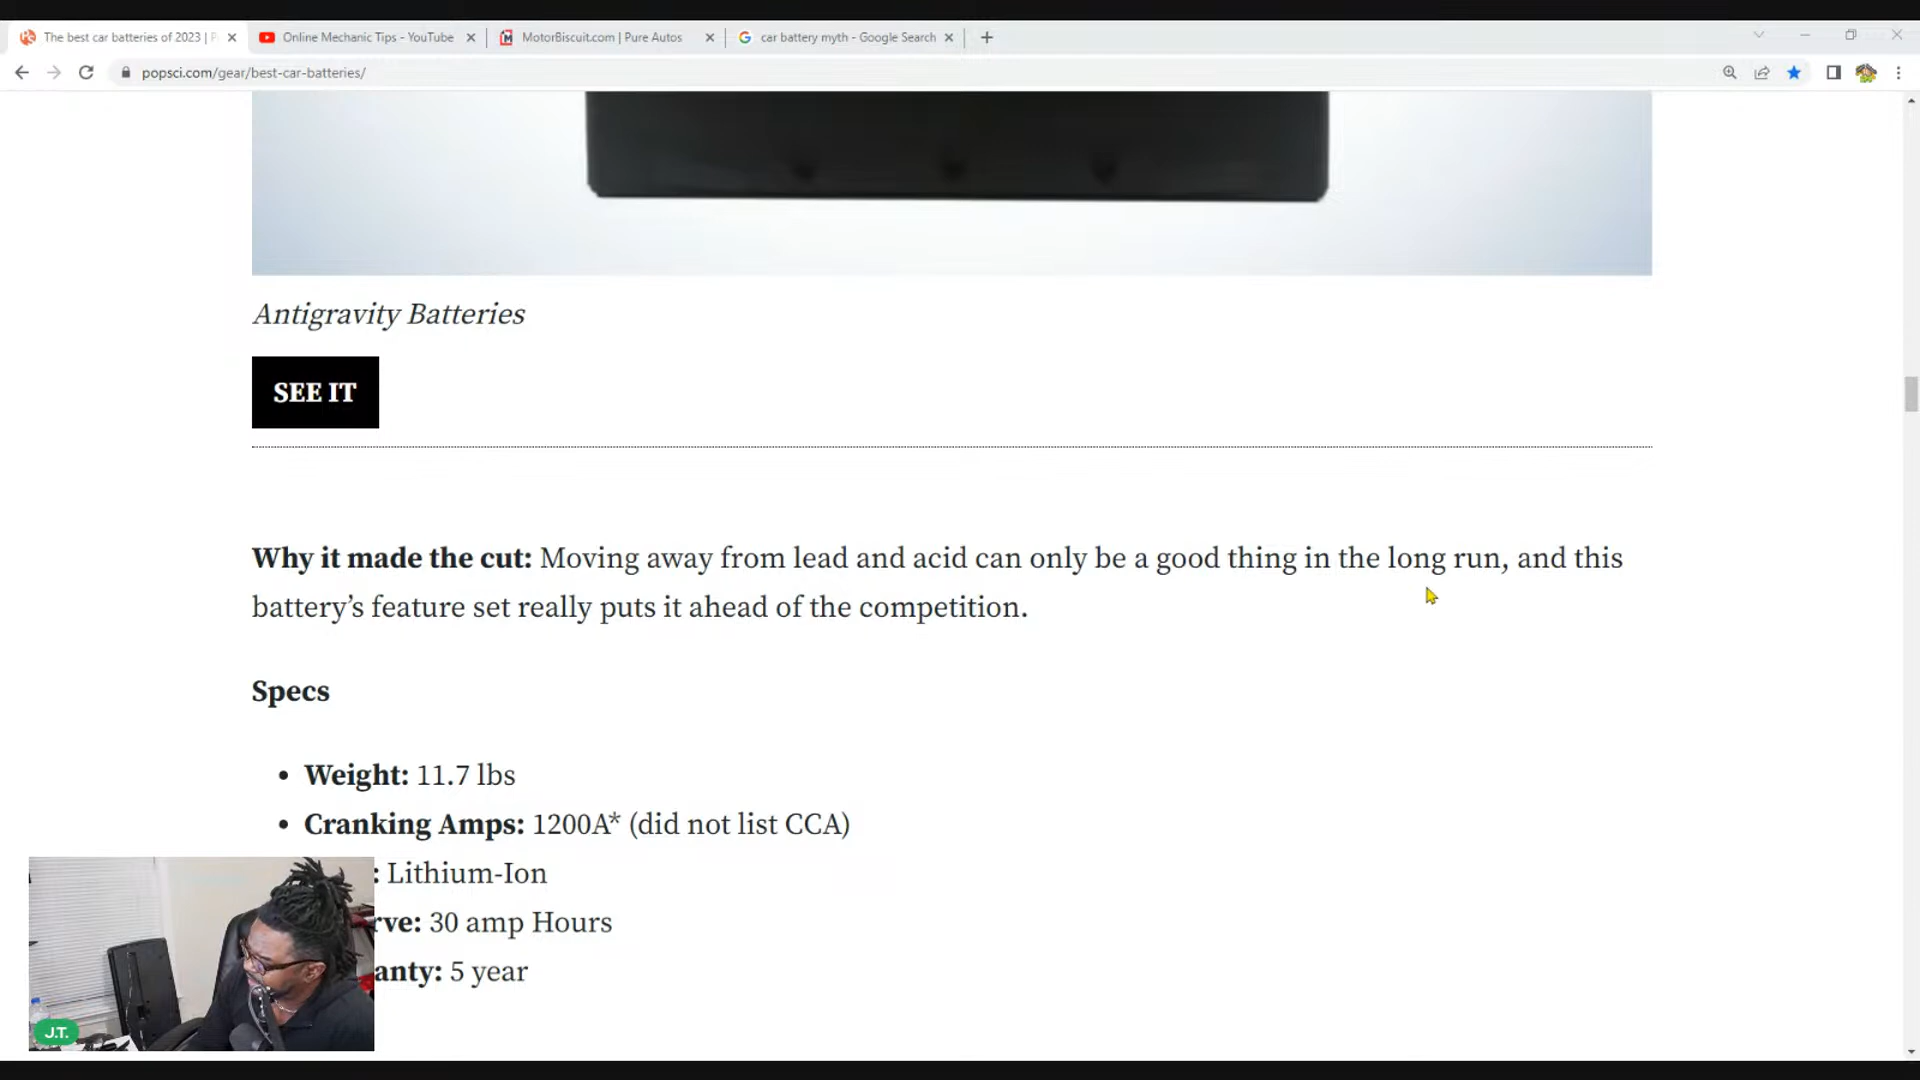 The best car batteries of 2023 | P
Online Mechanic Tips - YouTube
MotorBiscuit.com | Pure Autos
car battery myth - Google Search
popsci.com/gear/best-car-batteries/
Antigravity Batteries
SEE IT
Why it made the cut: Moving away from lead and acid can only be a good thing in the long run, and this
battery’s feature set really puts it ahead of the competition.
Specs
• Weight: 11.7 lbs
• Cranking Amps: 1200A* (did not list CCA)
: Lithium-Ion
rve: 30 amp Hours
anty: 5 year
J.T.